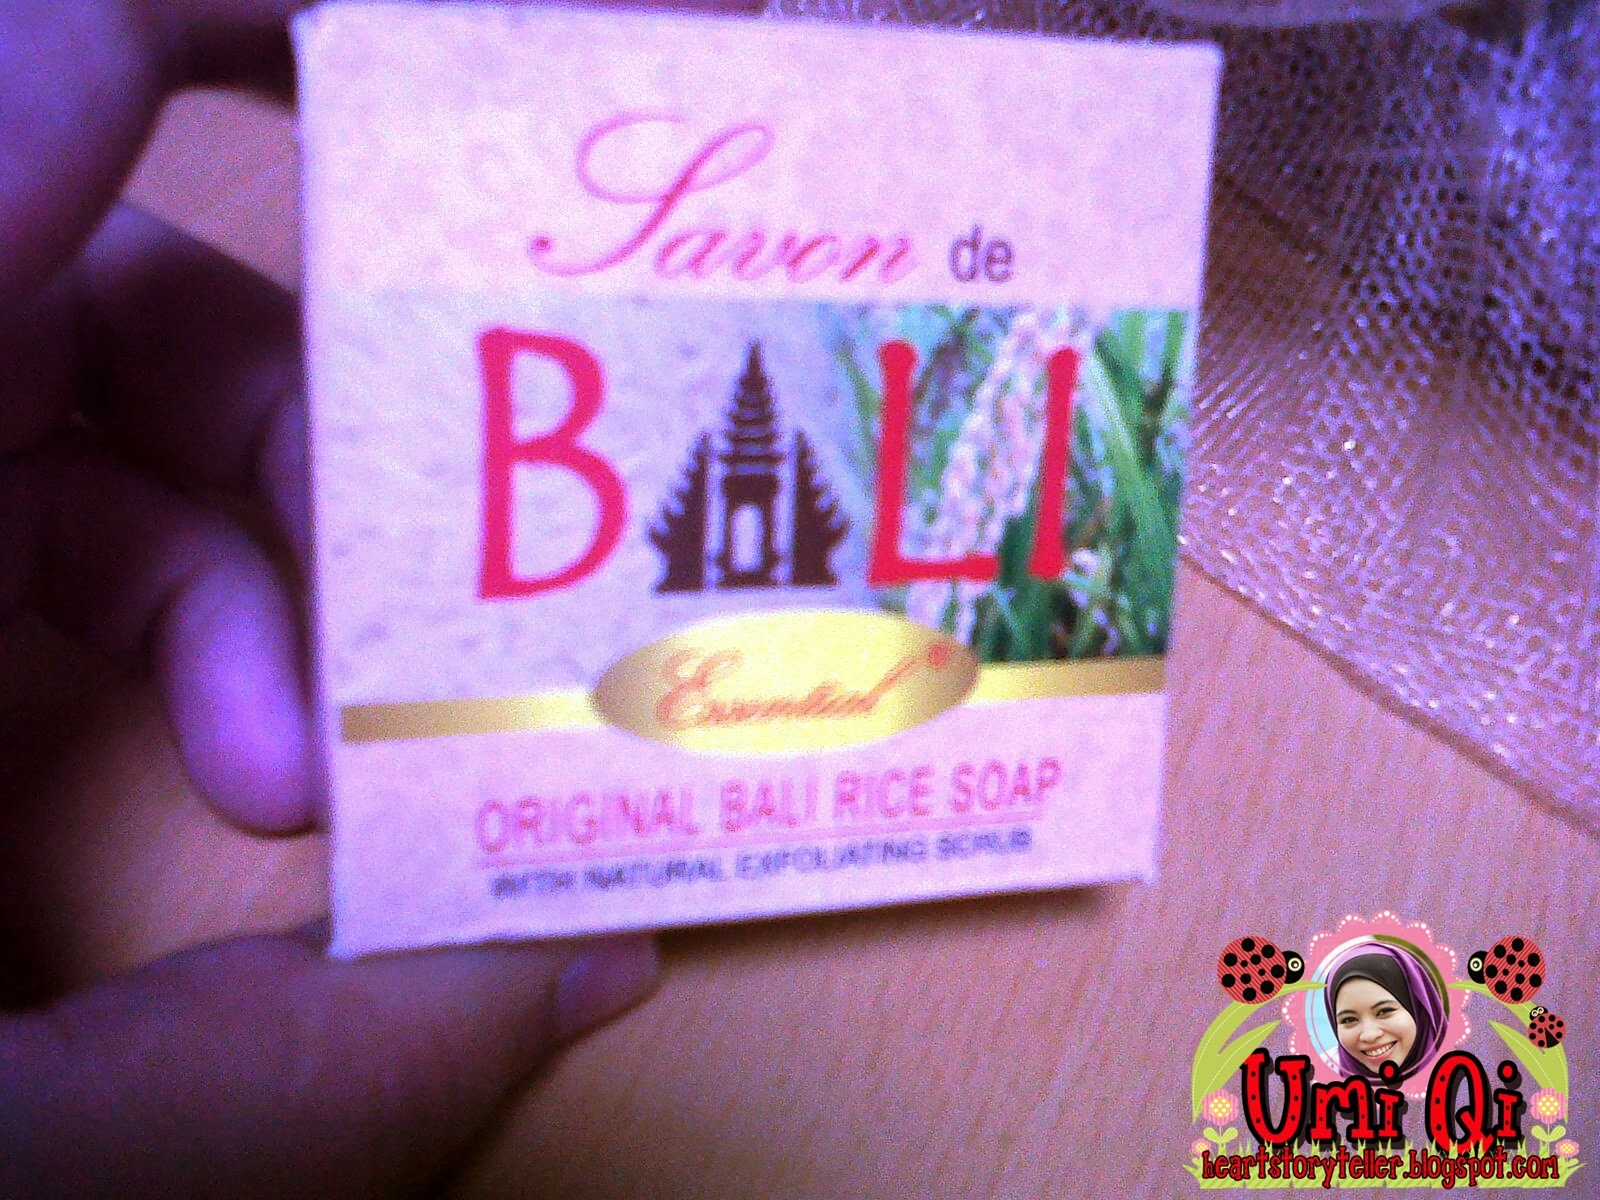 Savon de
BALI
Essential®
ORIGINAL BALI RICE SOAP
WITH NATURAL EXFOLIATING SCRUB
Umi Qi
heartstoryteller.blogspot.com